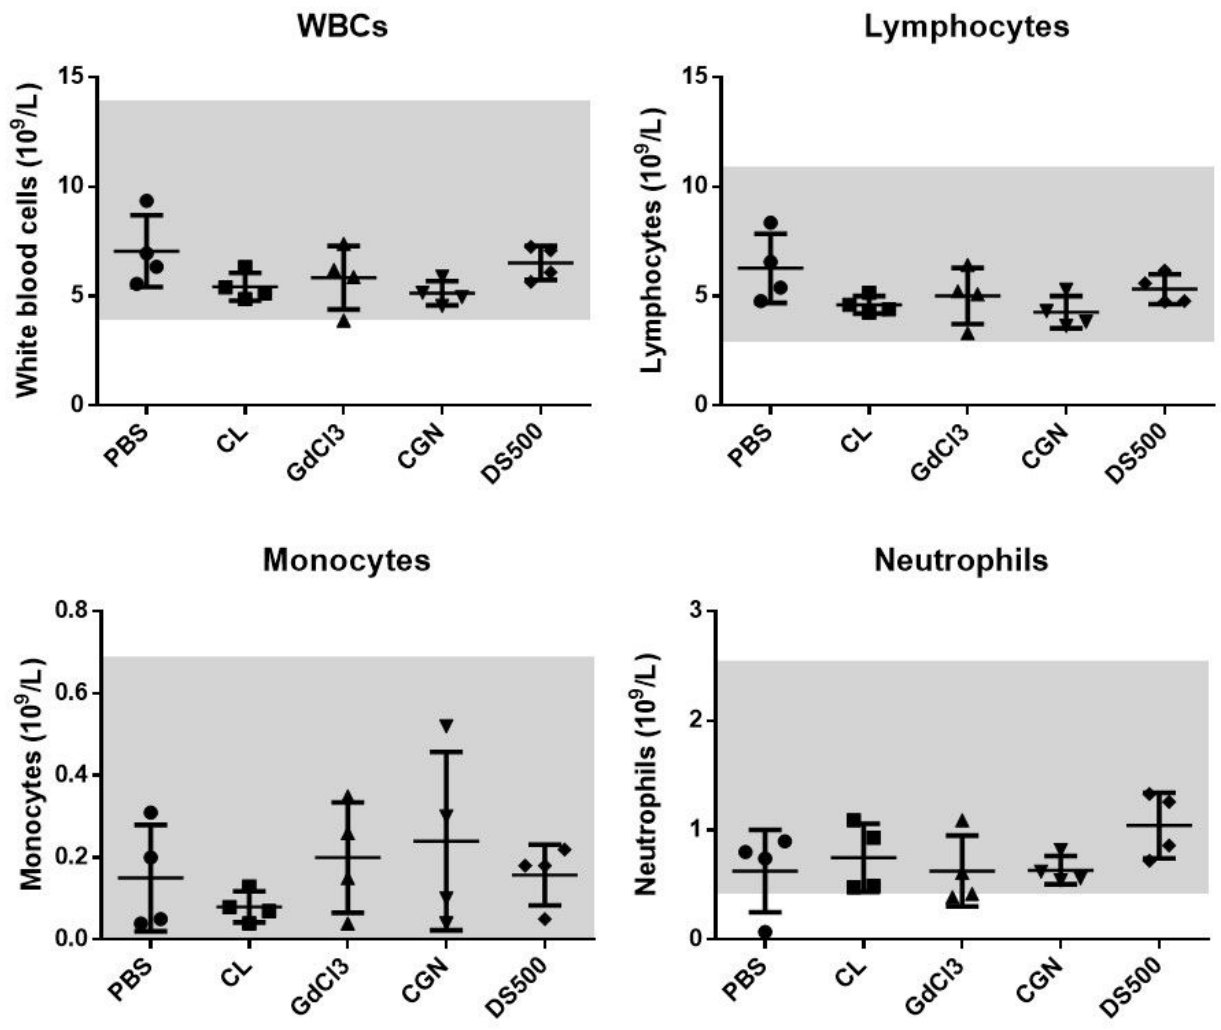 WBCs
White blood cells (10⁹/L)
15
10
5
0
PBS
CL
GdCl3
CGN
DS500
Lymphocytes
Lymphocytes (10⁹/L)
15
10
5
0
PBS
CL
GdCl3
CGN
DS500
Monocytes
Monocytes (10⁹/L)
0.8
0.6
0.4
0.2
0.0
PBS
CL
GdCl3
CGN
DS500
Neutrophils
Neutrophils (10⁹/L)
3
2
1
0
PBS
CL
GdCl3
CGN
DS500